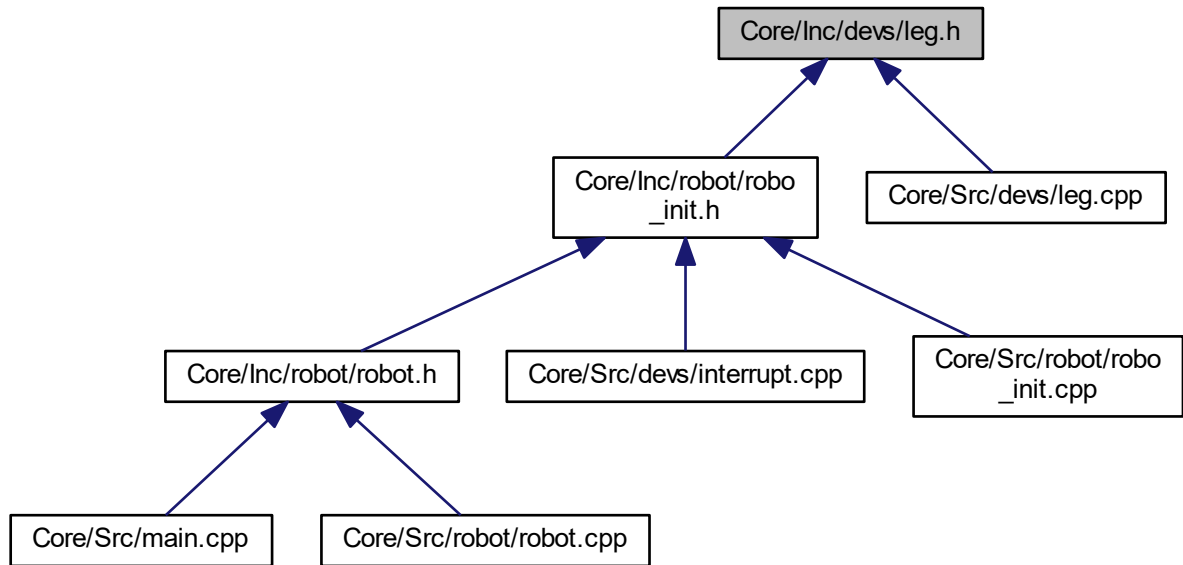 Core/Inc/devs/leg.h
Core/Inc/robot/robo
_init.h
Core/Src/devs/leg.cpp
Core/Inc/robot/robot.h
Core/Src/devs/interrupt.cpp
Core/Src/robot/robo
_init.cpp
Core/Src/main.cpp
Core/Src/robot/robot.cpp